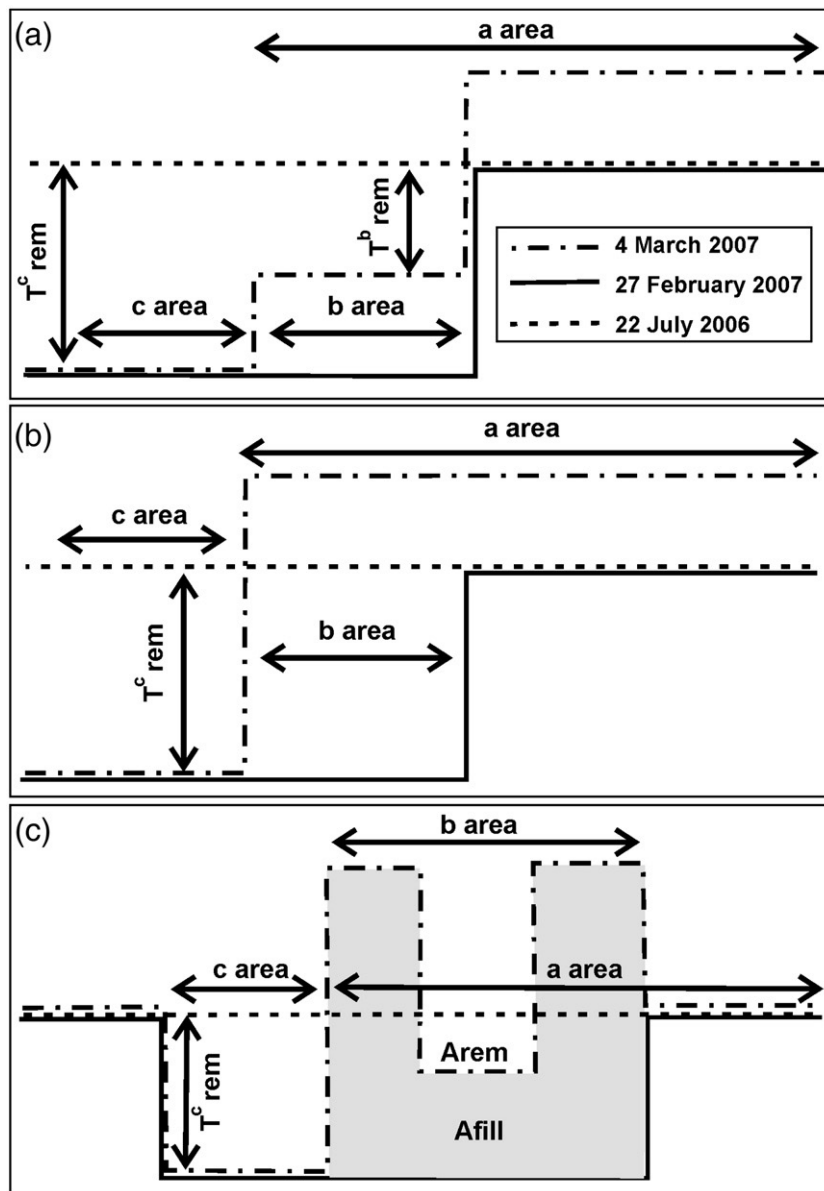 (a)
a area
T^c rem
T^b rem
c area
b area
4 March 2007
27 February 2007
22 July 2006
(b)
a area
c area
b area
T^c rem
(c)
b area
c area
a area
T^c rem
Arem
Afill